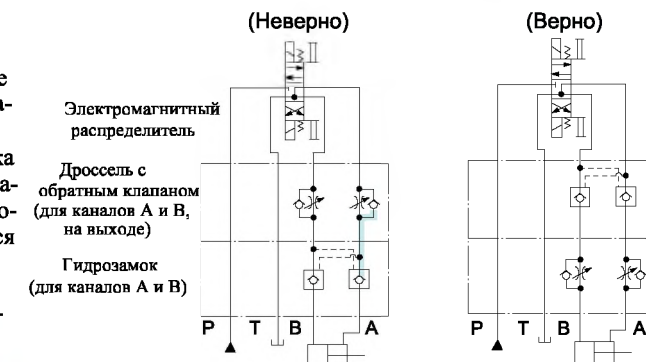 (Неверно)
(Верно)
Электромагнитный
распределитель
Дроссель с
обратным клапаном
(для каналов А и В,
на выходе)
Гидрозамок
(для каналов А и В)
P T B A
P T B A